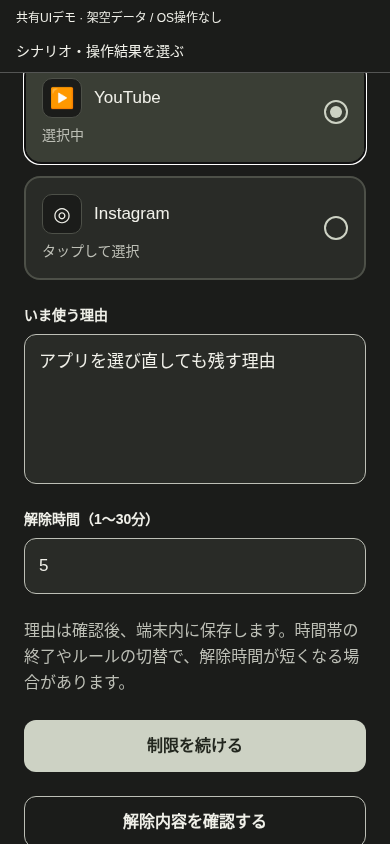 共有UIデモ · 架空データ / OS操作なし
シナリオ・操作結果を選ぶ
YouTube
選択中
Instagram
タップして選択
いま使う理由
アプリを選び直しても残す理由
解除時間（1〜30分）
5
理由は確認後、端末内に保存します。時間帯の
終了やルールの切替で、解除時間が短くなる場
合があります。
制限を続ける
解除内容を確認する